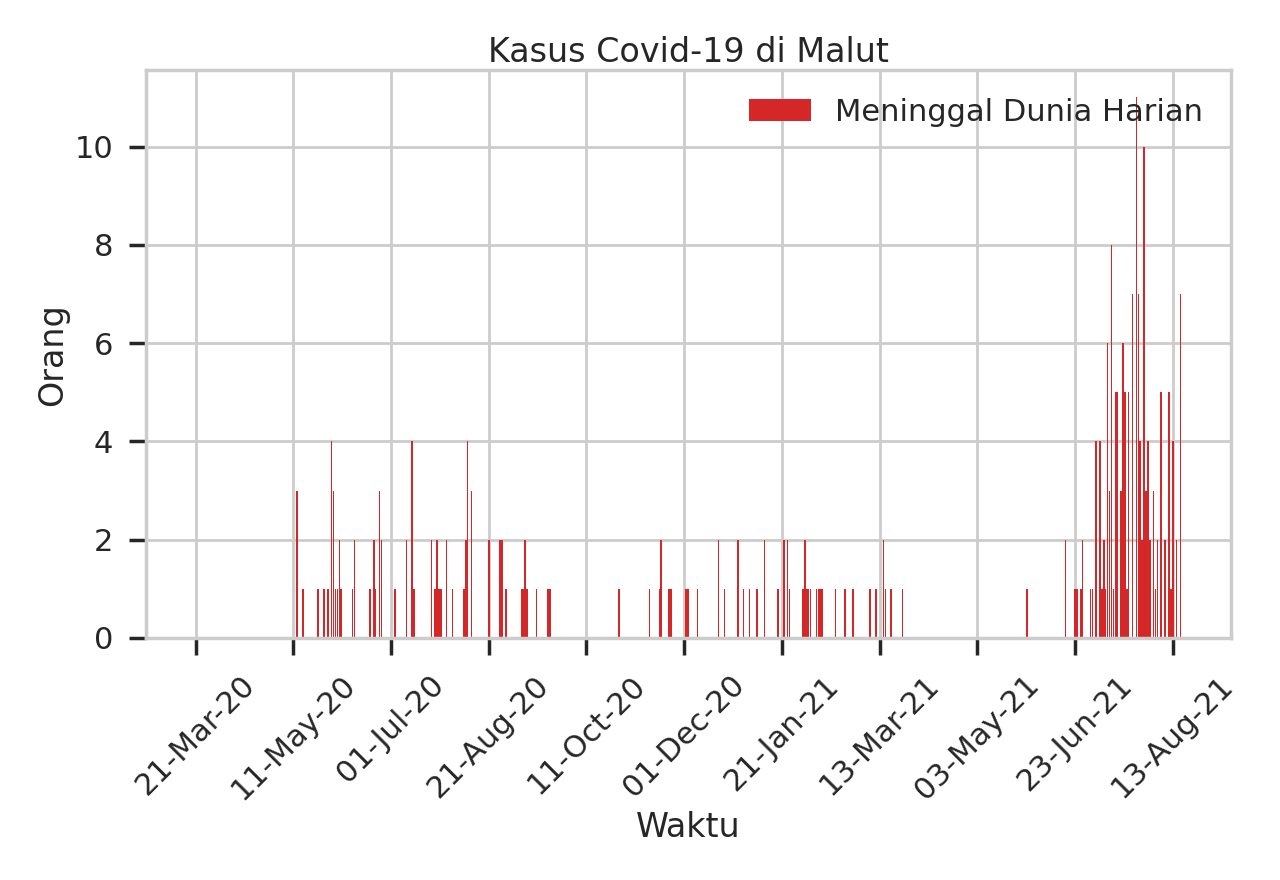 Kasus Covid-19 di Malut
Meninggal Dunia Harian
Orang
10
8
6
4
2
0
21-Mar-20
11-May-20
01-Jul-20
21-Aug-20
11-Oct-20
01-Dec-20
21-Jan-21
13-Mar-21
03-May-21
23-Jun-21
13-Aug-21
Waktu